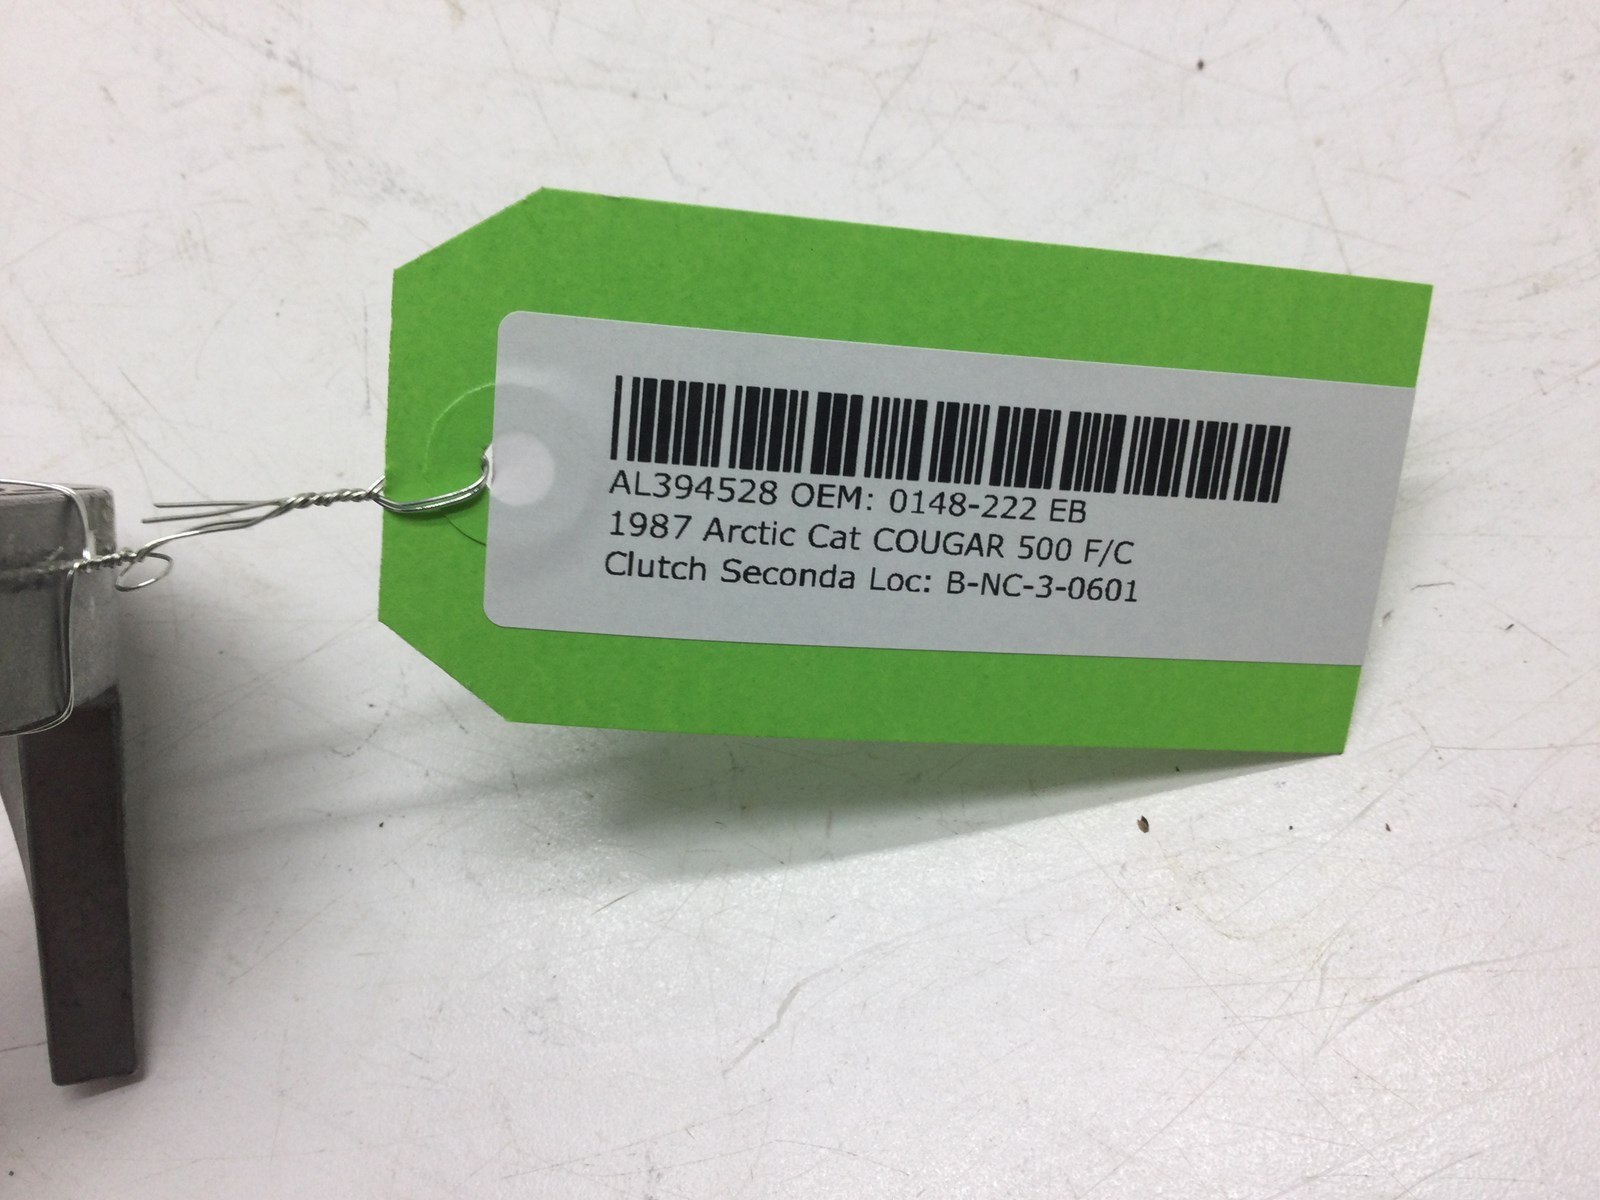 AL394528 OEM: 0148-222 EB
1987 Arctic Cat COUGAR 500 F/C
Clutch Seconda Loc: B-NC-3-0601